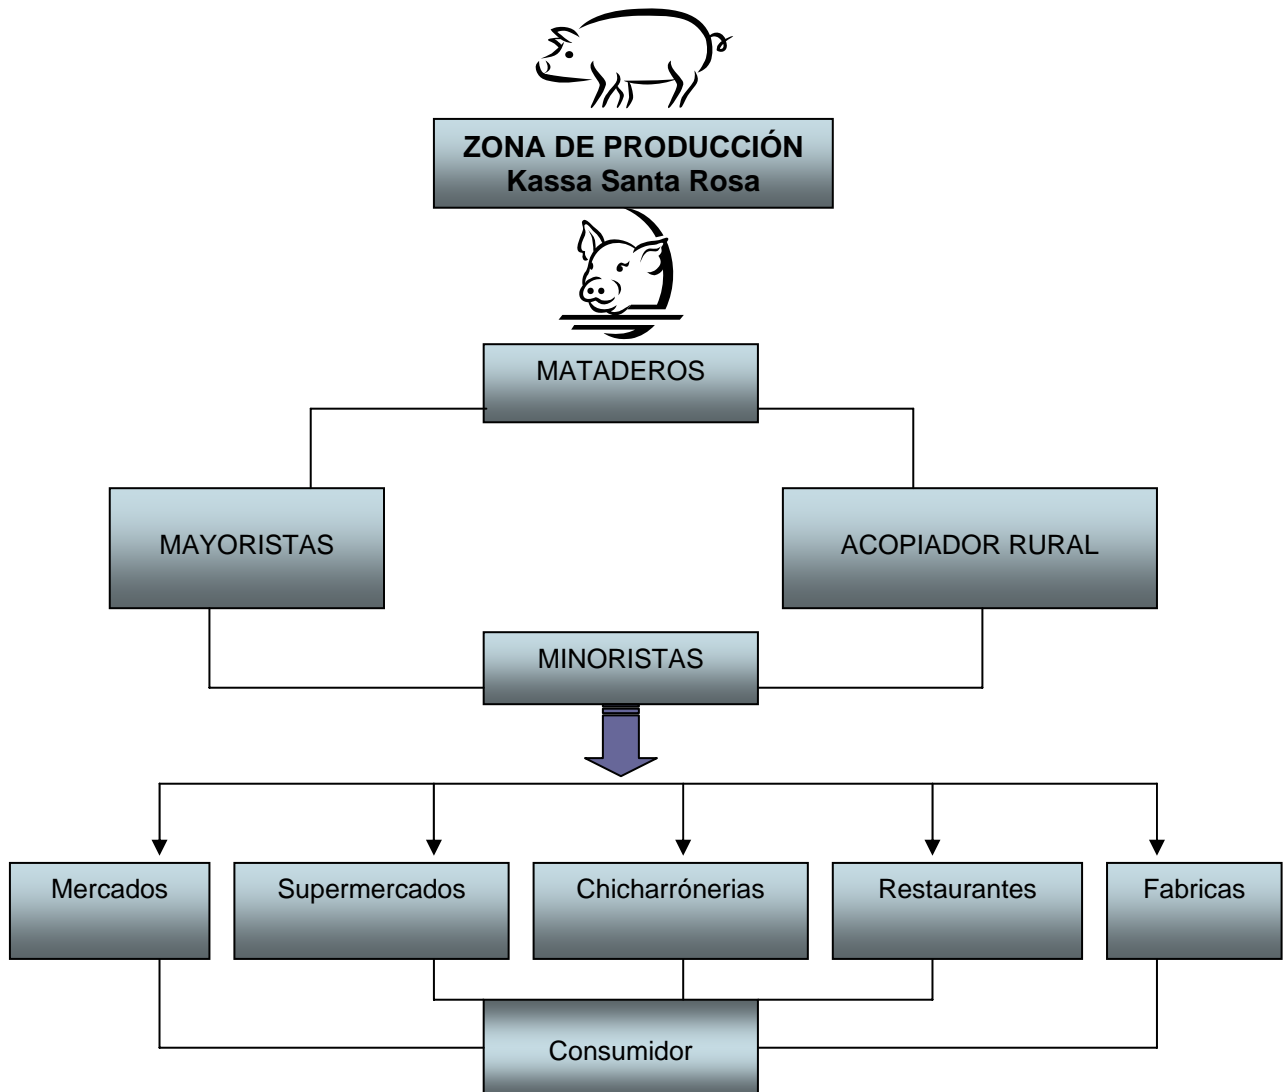 ZONA DE PRODUCCIÓN
Kassa Santa Rosa
MATADEROS
MAYORISTAS
ACOPIADOR RURAL
MINORISTAS
Mercados
Supermercados
Chicharrónerias
Restaurantes
Fabricas
Consumidor